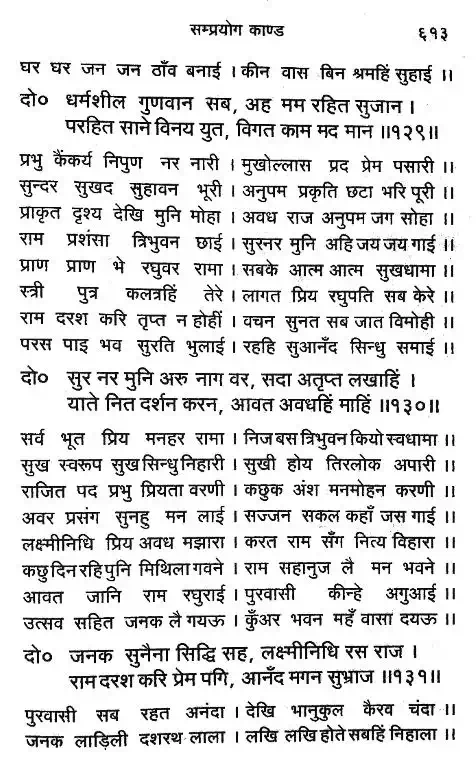 सम्प्रयोग काण्ड ६१३
घर घर जन जन ठाँव बनाई । कीन वास बिन श्रमहिं सुहाई ॥
दो० धर्मशील गुणवान सब, अह मम रहित सुजान ।
परहित साने विनय युत, विगत काम मद मान ॥१२९॥
प्रभु कैंकर्य निपुण नर नारी । मुखोल्लास प्रद प्रेम पसारी ॥
सुन्दर सुखद सुहावन भूरी । अनुपम प्रकृति छटा भरि पूरी ॥
प्राकृत दृश्य देखि मुनि मोहा । अवध राज अनुपम जग सोहा ॥
राम प्रशंसा त्रिभुवन छाई । सुरनर मुनि अहि जय जय गाई ॥
प्राण प्राण भे रघुवर रामा । सबके आत्म आत्म सुखधामा ॥
स्त्री पुत्र कलत्रहिं तेरे । लागत प्रिय रघुपति सब केरे ॥
राम दरश करि तृप्त न होहीं । वचन सुनत सब जात विमोही ॥
परस पाइ भव सुरति भुलाई । रहहि सुआनँद सिन्धु समाई ॥
दो० सुर नर मुनि अरु नाग वर, सदा अतृप्त लखाहिं ।
याते नित दर्शन करन, आवत अवधहिं माहिं ॥१३०॥
सर्व भूत प्रिय मनहर रामा । निज बस त्रिभुवन कियो स्वधामा ॥
सुख स्वरूप सुख सिन्धु निहारी । सुखी होय तिरलोक अपारी ॥
राजित पद प्रभु प्रियता वरणी । कछुक अंश मनमोहन करणी ॥
अवर प्रसंग सुनहु मन लाई । सज्जन सकल कहाँ जस गाई ॥
लक्ष्मीनिधि प्रिय अवध मझारा । करत राम सँग नित्य विहारा ॥
कछु दिन रहि पुनि मिथिला गवने । राम सहानुज लै मन भवने ॥
आवत जानि राम रघुराई । पुरवासी कीन्हे अगुआई ॥
उत्सव सहित जनक लै गयऊ । कुँअर भवन महँ वासा दयऊ ॥
दो० जनक सुनैना सिद्धि सह, लक्ष्मीनिधि रस राज ।
राम दरश करि प्रेम पगि, आनँद मगन सुभ्राज ॥१३१॥
पुरवासी सब रहत अनंदा । देखि भानुकुल कैरव चंदा ॥
जनक लाड़िली दशरथ लाला । लखि लखि होते सबहिं निहाला ॥